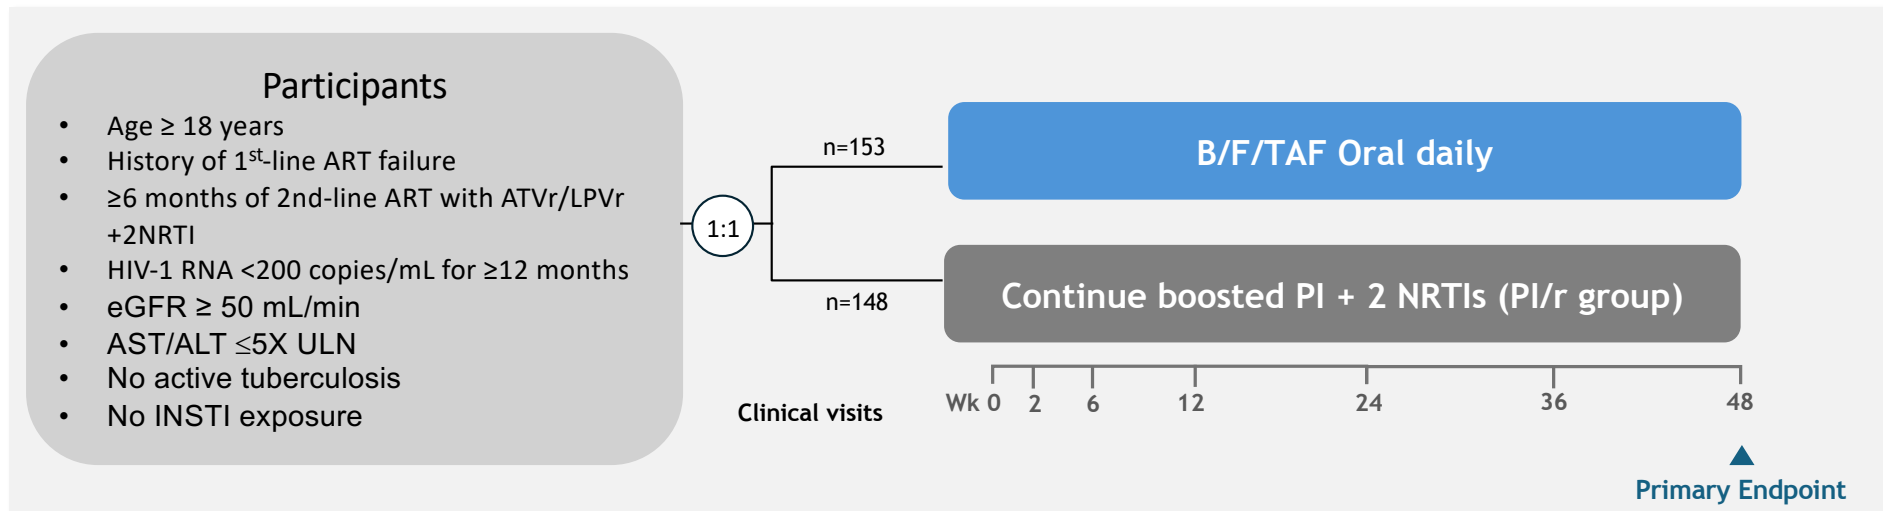 Participants
• Age ≥ 18 years
• History of 1st-line ART failure
• ≥6 months of 2nd-line ART with ATVr/LPVr
+2NRTI
• HIV-1 RNA <200 copies/mL for ≥12 months
• eGFR ≥ 50 mL/min
• AST/ALT ≤5X ULN
• No active tuberculosis
• No INSTI exposure
1:1
n=153
B/F/TAF Oral daily
n=148
Continue boosted PI + 2 NRTIs (PI/r group)
Clinical visits
Wk 0 2 6 12 24 36 48
Primary Endpoint